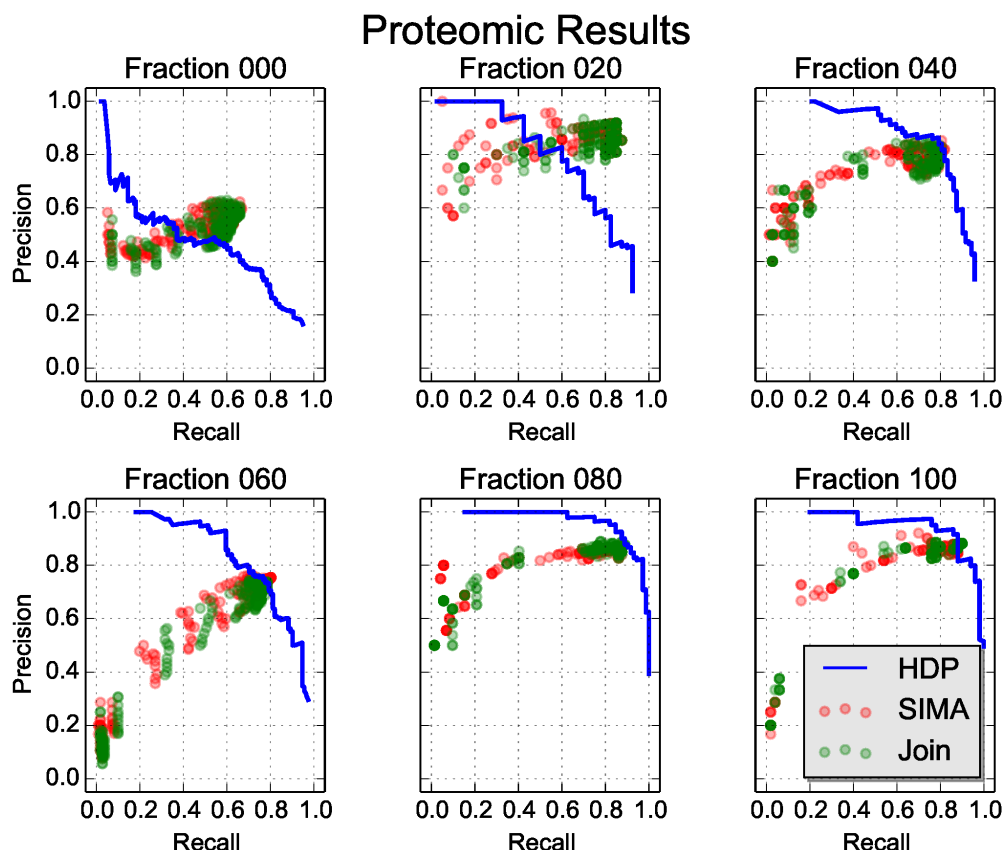 Proteomic Results
Fraction 000
Fraction 020
Fraction 040
Precision
1.0
0.8
0.6
0.4
0.2
0.0
0.0 0.2 0.4 0.6 0.8 1.0
0.0 0.2 0.4 0.6 0.8 1.0
0.0 0.2 0.4 0.6 0.8 1.0
Recall
Recall
Recall
Fraction 060
Fraction 080
Fraction 100
Precision
1.0
0.8
0.6
0.4
0.2
0.0
HDP
SIMA
Join
0.0 0.2 0.4 0.6 0.8 1.0
0.0 0.2 0.4 0.6 0.8 1.0
0.0 0.2 0.4 0.6 0.8 1.0
Recall
Recall
Recall